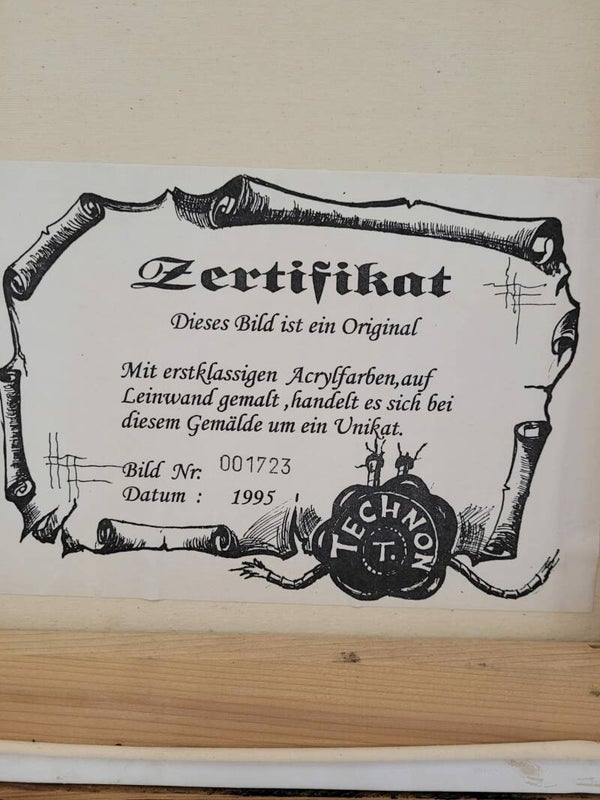 Zertifikat
Dieses Bild ist ein Original
Mit erstklassigen Acrylfarben,auf
Leinwand gemalt ,handelt es sich bei
diesem Gemälde um ein Unikat.
Bild Nr: 001723
Datum : 1995
TECHNON
T.